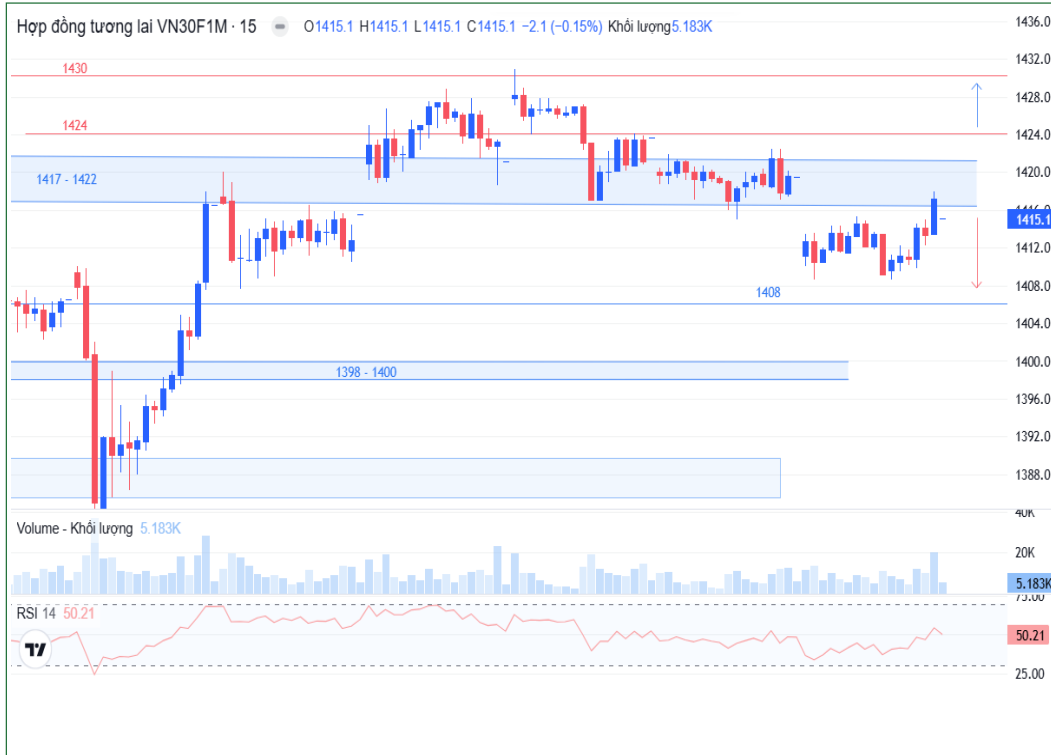 Hợp đồng tương lai VN30F1M · 15 O1415.1 H1415.1 L1415.1 C1415.1 −2.1 (−0.15%) Khối lượng5.183K
1436.0
1432.0
1430
1428.0
1424
1424.0
1420.0
1417 - 1422
1416.0
1415.1
1412.0
1408
1408.0
1404.0
1400.0
1398 - 1400
1396.0
1392.0
1388.0
Volume - Khối lượng 5.183K
40K
20K
5.183K
75.00
RSI 14 50.21
50.21
25.00